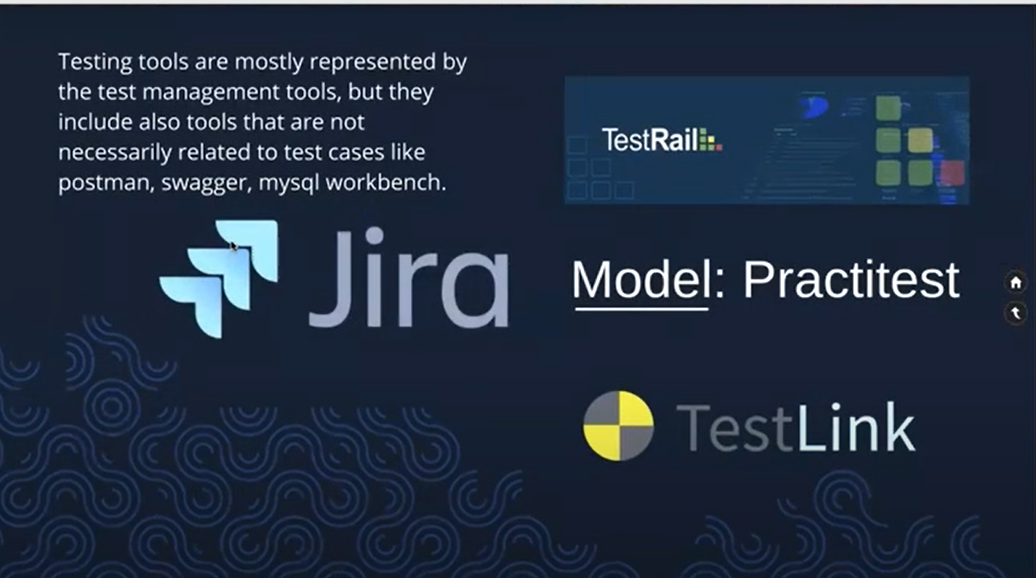 Testing tools are mostly represented by
the test management tools, but they
include also tools that are not
necessarily related to test cases like
postman, swagger, mysql workbench.
TestRail
Jira
Model: Practitest
TestLink